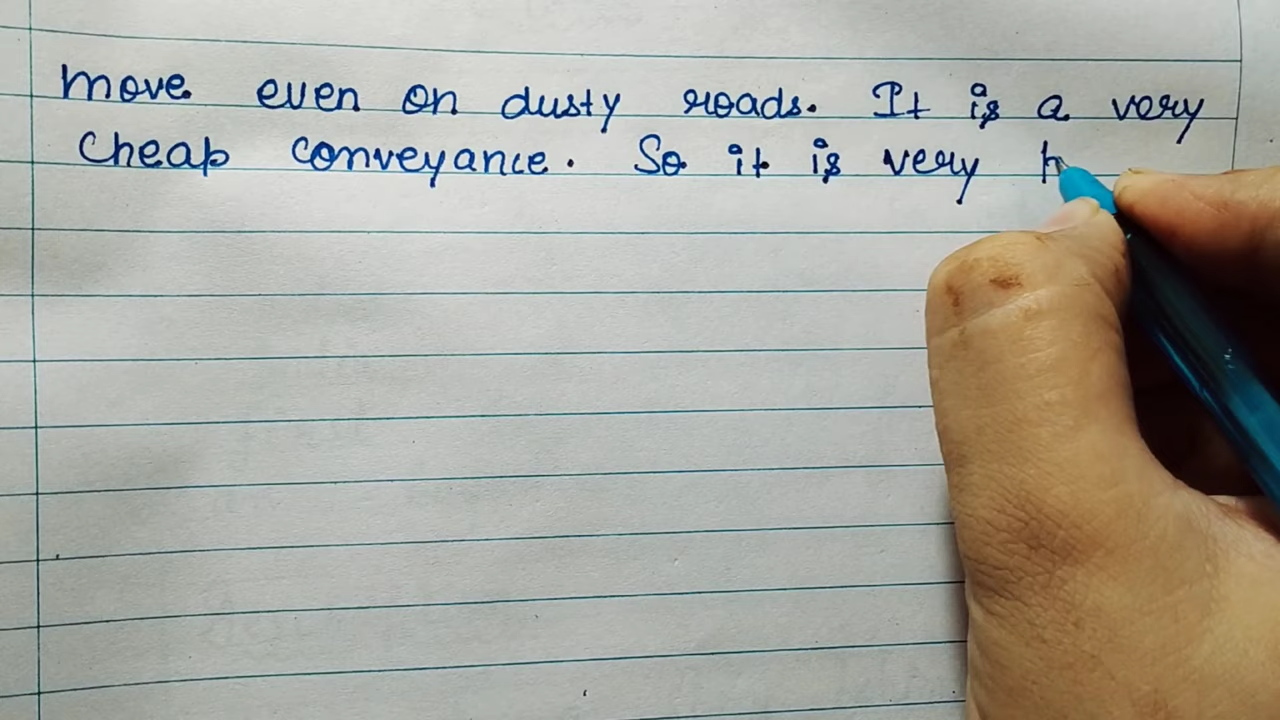 move even on dusty roads. It is a very
cheap conveyance. So it is very